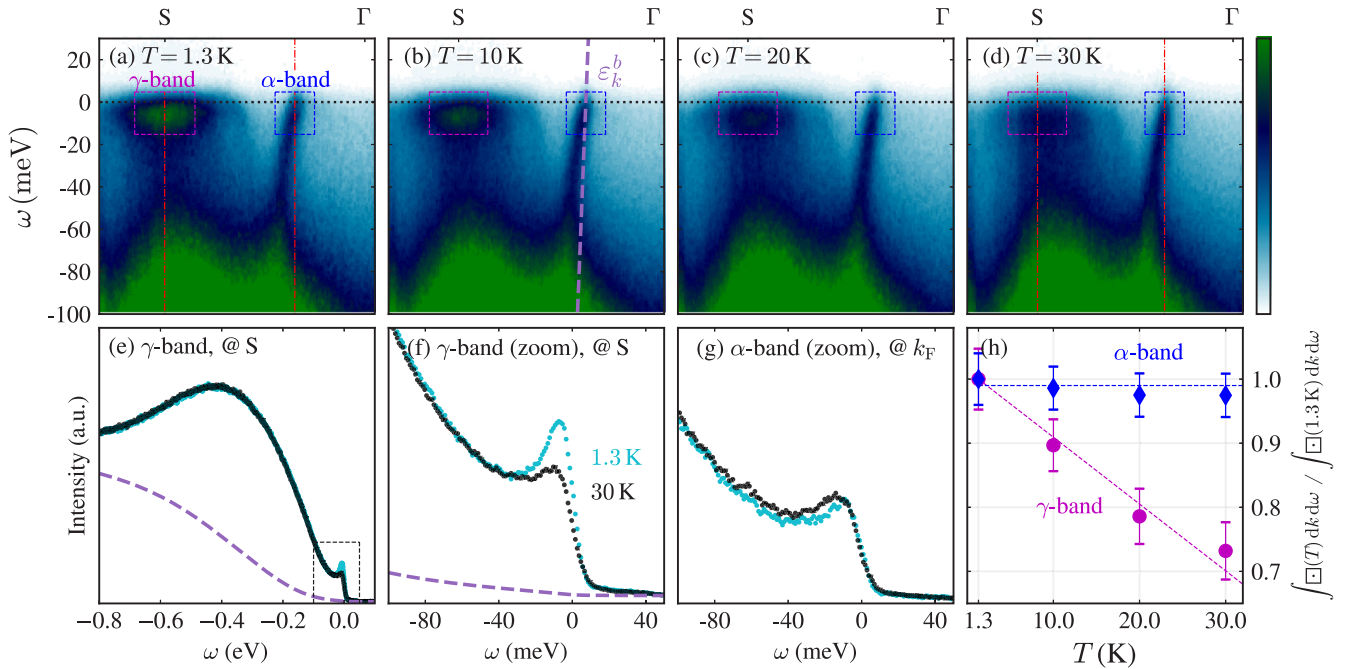 S Γ S Γ S Γ S Γ
(a) T = 1.3 K
(b) T = 10 K
(c) T = 20 K
(d) T = 30 K
γ-band
α-band
ε_k^b
20
0
-20
-40
-60
-80
-100
ω (meV)
(e) γ-band, @ S
(f) γ-band (zoom), @ S
(g) α-band (zoom), @ k_F
(h)
1.3 K
30 K
α-band
γ-band
Intensity (a.u.)
1.0
0.9
0.8
0.7
∫ ⊡(T) dk dω / ∫ ⊡(1.3 K) dk dω
−0.8 −0.6 −0.4 −0.2 0.0
-80 -40 0 40
-80 -40 0 40
1.3 10.0 20.0 30.0
ω (eV)
ω (meV)
ω (meV)
T (K)